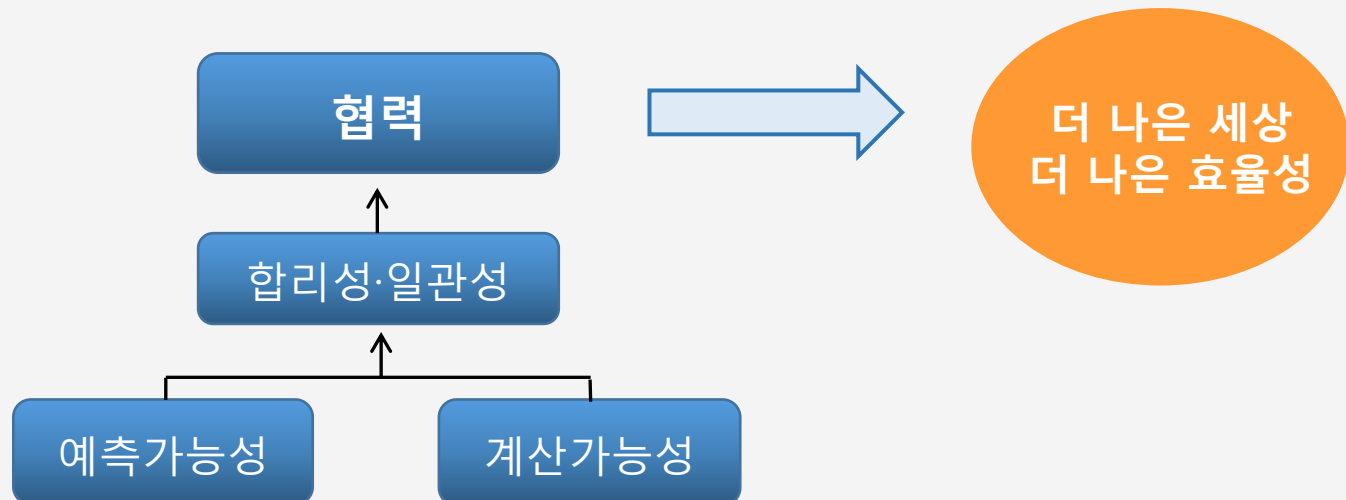 협력
더 나은 세상
더 나은 효율성
합리성·일관성
예측가능성
계산가능성